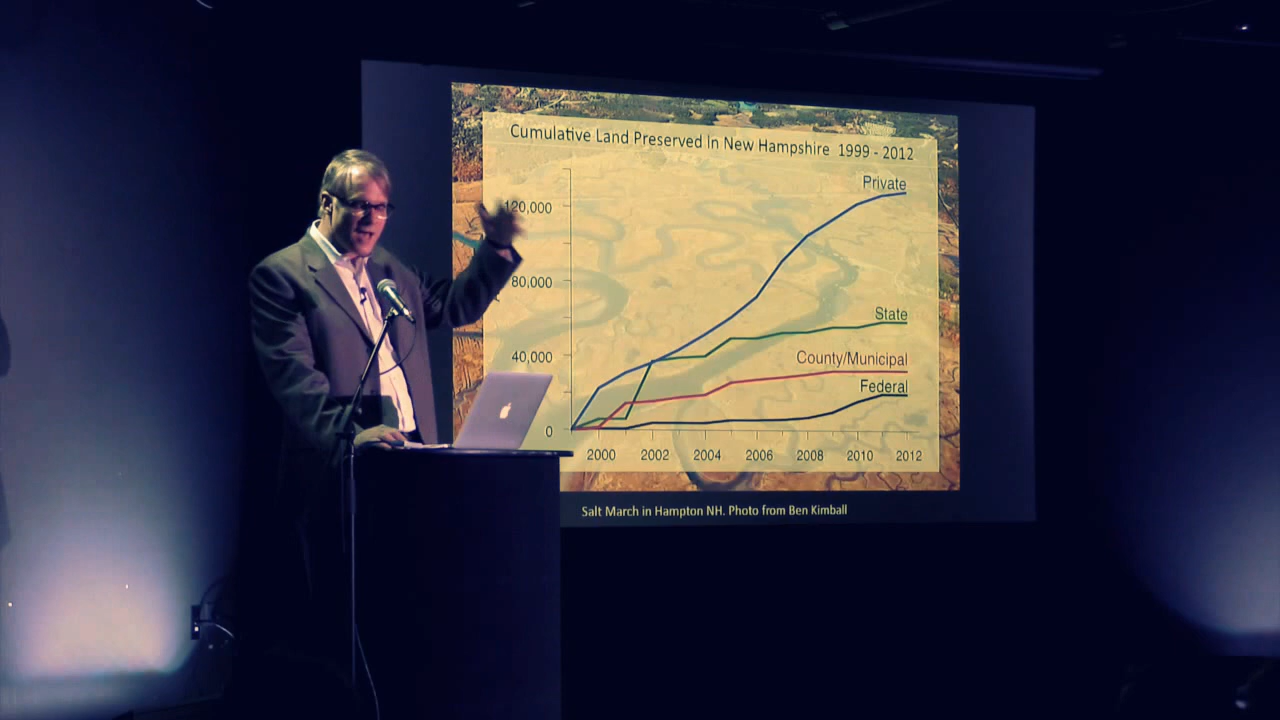 Cumulative Land Preserved In New Hampshire 1999 - 2012
Private
120,000
80,000
State
40,000
County/Municipal
Federal
0
2000 2002 2004 2006 2008 2010 2012
Salt March in Hampton NH. Photo from Ben Kimball